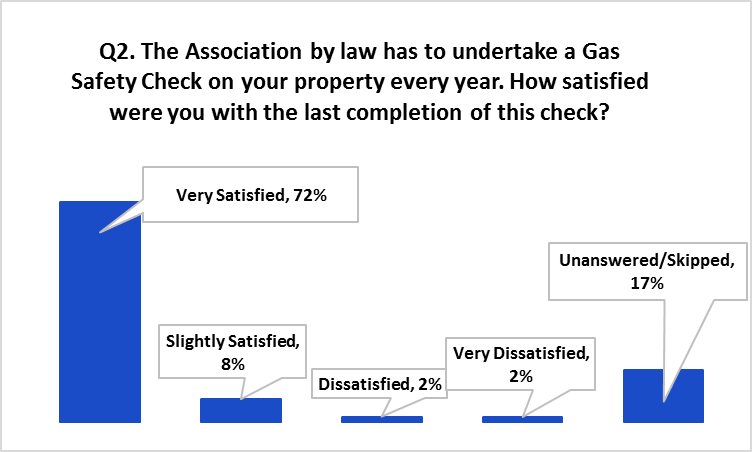 Q2. The Association by law has to undertake a Gas
Safety Check on your property every year. How satisfied
were you with the last completion of this check?
Very Satisfied, 72%
Slightly Satisfied,
8%
Dissatisfied, 2%
Very Dissatisfied,
2%
Unanswered/Skipped,
17%